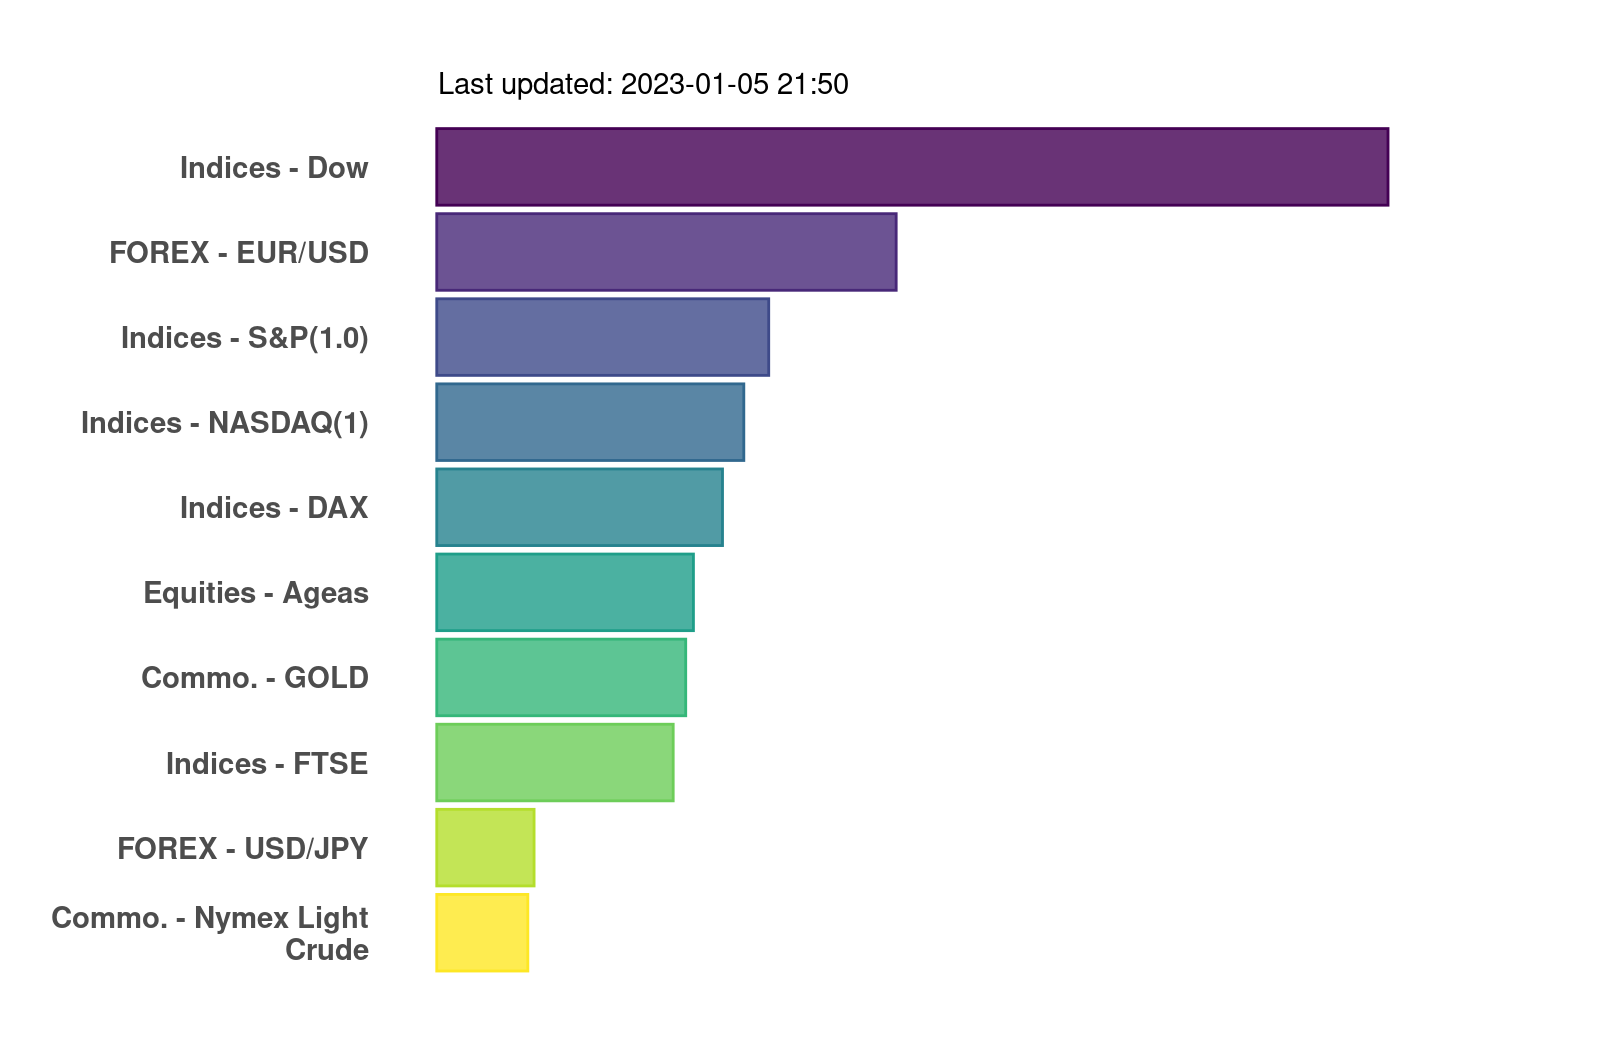 Last updated: 2023-01-05 21:50
Indices - Dow
FOREX - EUR/USD
Indices - S&P(1.0)
Indices - NASDAQ(1)
Indices - DAX
Equities - Ageas
Commo. - GOLD
Indices - FTSE
FOREX - USD/JPY
Commo. - Nymex Light
Crude